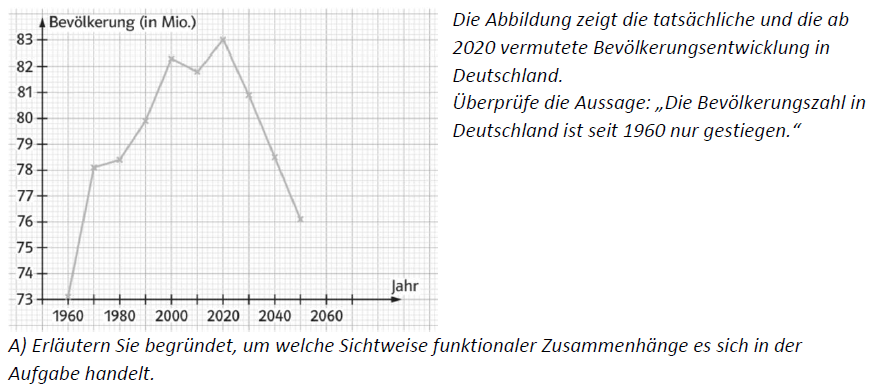 Bevölkerung (in Mio.)
83
82
81
80
79
78
77
76
75
74
73
1960 1980 2000 2020 2040 2060
Jahr
Die Abbildung zeigt die tatsächliche und die ab
2020 vermutete Bevölkerungsentwicklung in
Deutschland.
Überprüfe die Aussage: „Die Bevölkerungszahl in
Deutschland ist seit 1960 nur gestiegen.“
A) Erläutern Sie begründet, um welche Sichtweise funktionaler Zusammenhänge es sich in der
Aufgabe handelt.